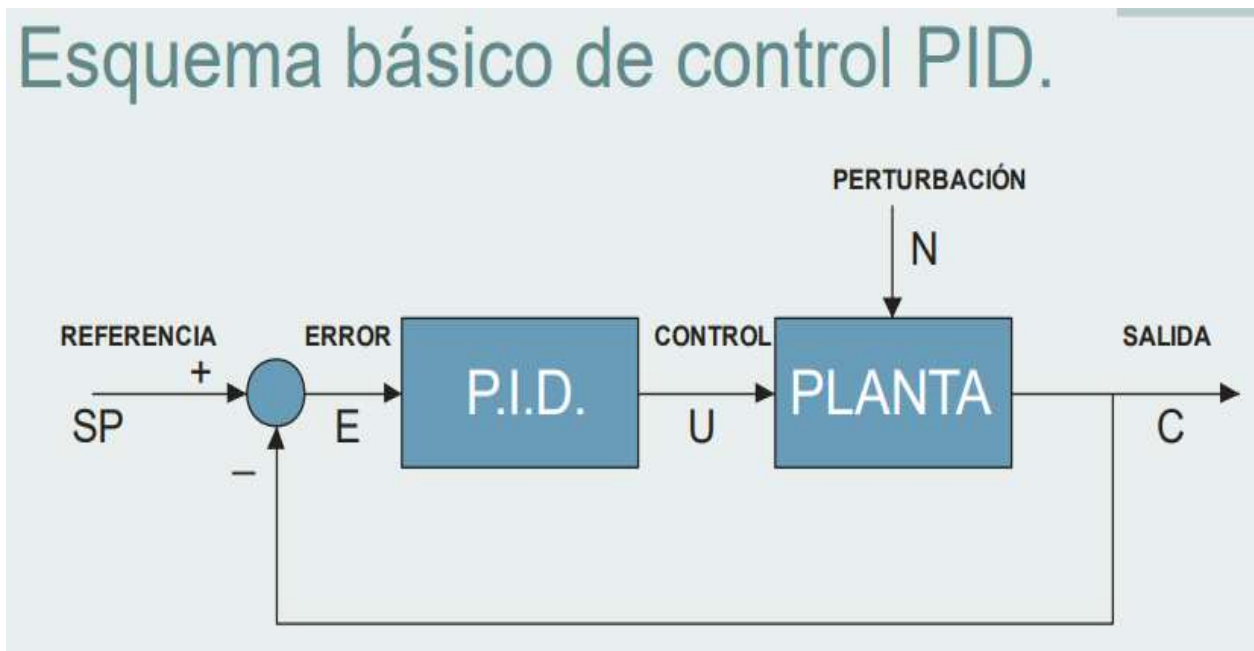 Esquema básico de control PID.
PERTURBACIÓN
N
REFERENCIA
ERROR
CONTROL
SALIDA
+
P.I.D.
PLANTA
SP
E
U
C
–